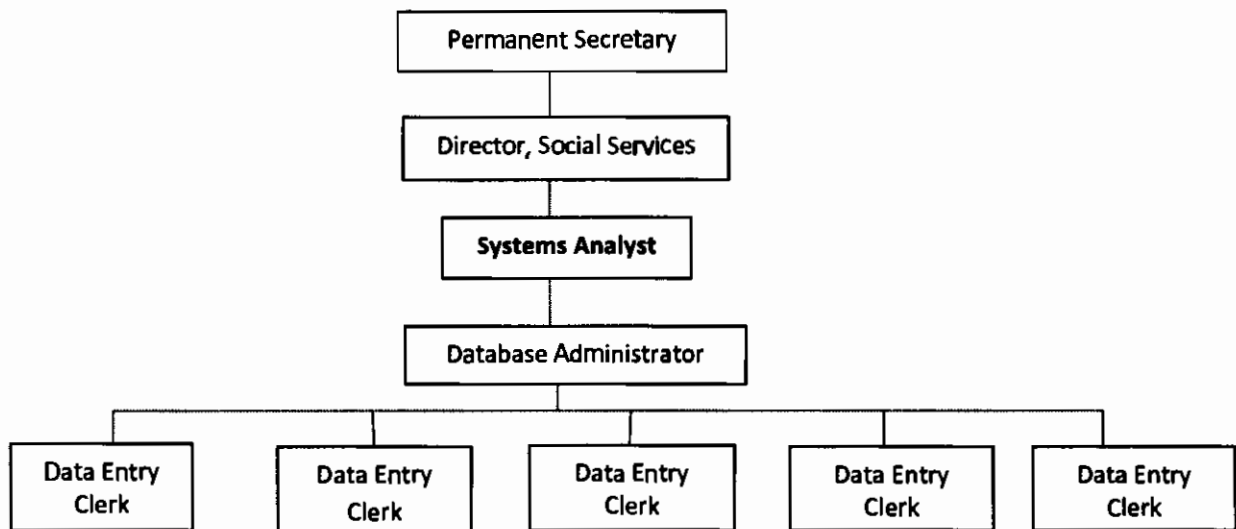 Permanent Secretary
Director, Social Services
Systems Analyst
Database Administrator
Data Entry
Clerk
Data Entry
Clerk
Data Entry
Clerk
Data Entry
Clerk
Data Entry
Clerk